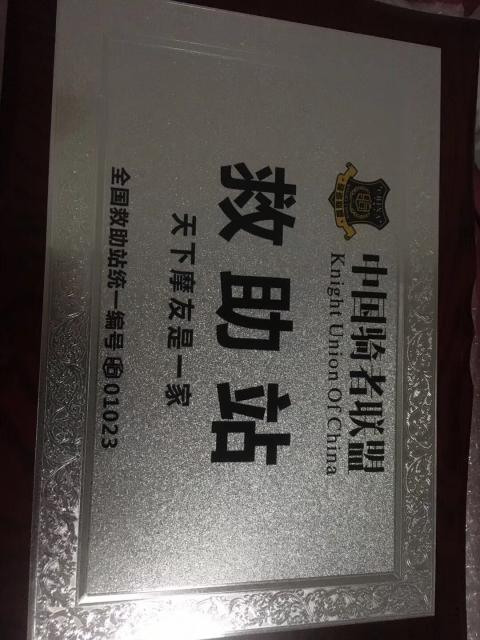 中国骑者联盟
Knight Union Of China
救助站
天下摩友是一家
全国救助站统一编号 01023